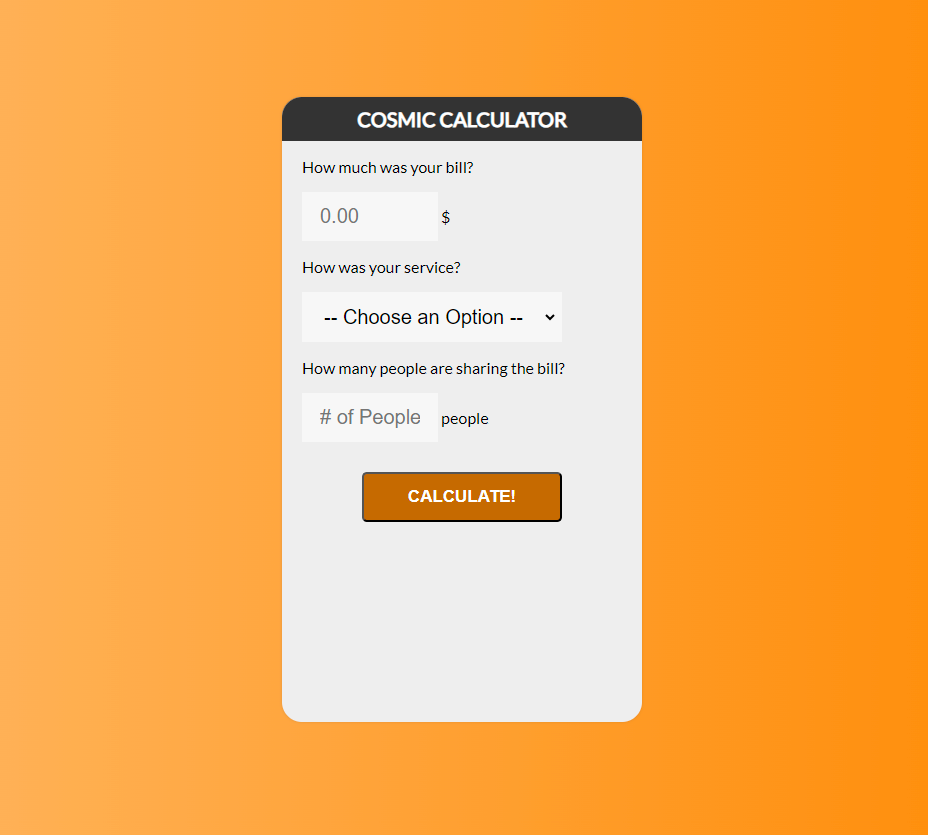 COSMIC CALCULATOR
How much was your bill?
0.00 $
How was your service?
-- Choose an Option --
How many people are sharing the bill?
# of People people
CALCULATE!